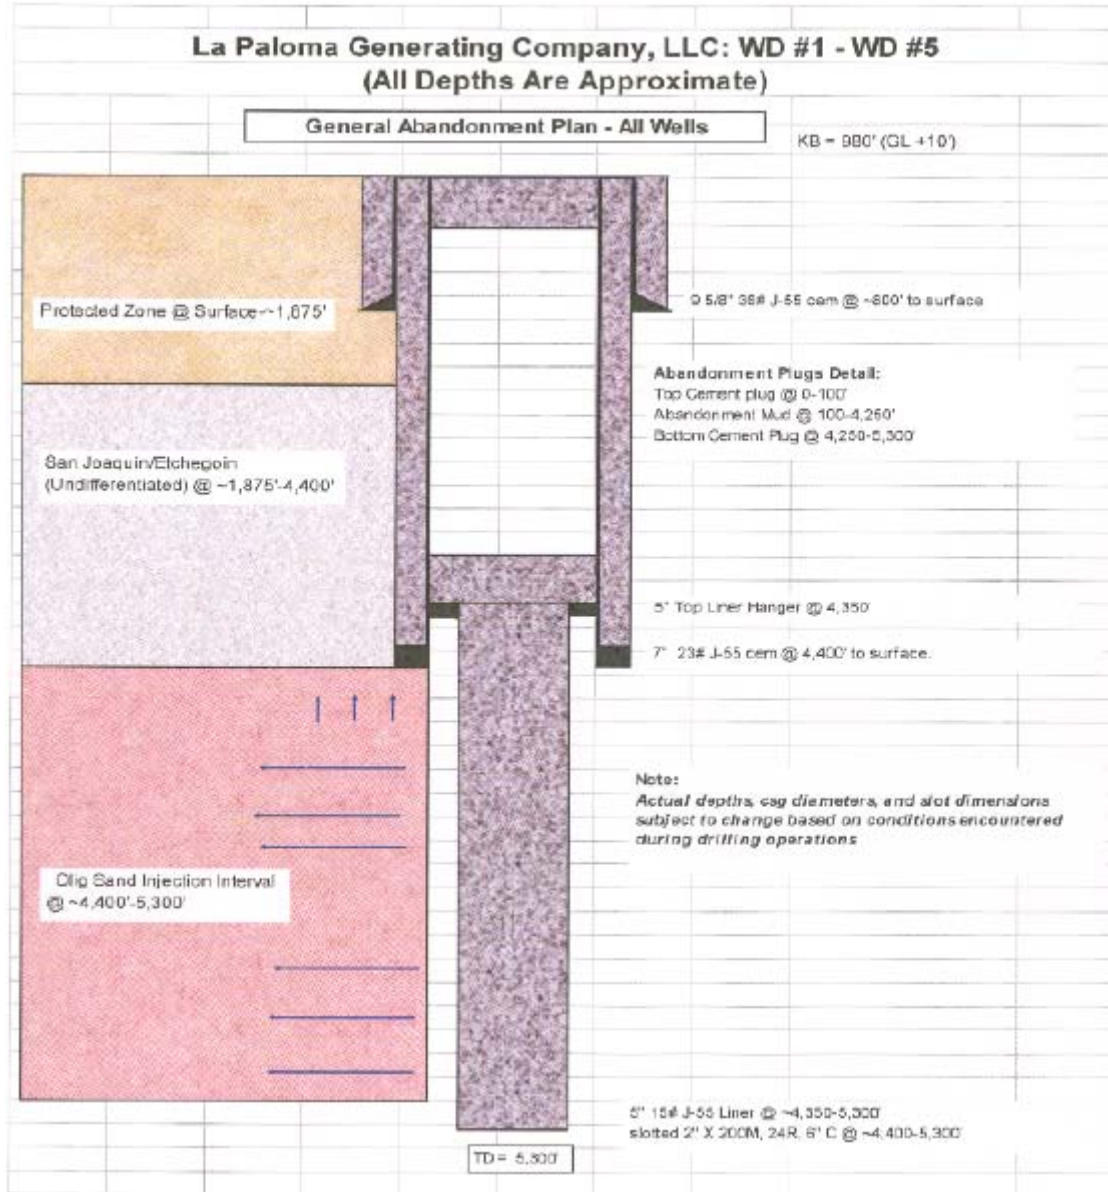 La Paloma Generating Company, LLC: WD #1 - WD #5
(All Depths Are Approximate)
General Abandonment Plan - All Wells
KB = 980' (GL +10')
Protected Zone @ Surface-~1,875'
9 5/8" 36# J-55 cem @ ~800' to surface
Abandonment Plugs Detail:
Top Cement plug @ 0-100'
Abandonment Mud @ 100-4,250'
Bottom Cement Plug @ 4,250-5,300'
San Joaquin/Etchegoin
(Undifferentiated) @ ~1,875'-4,400'
5" Top Liner Hanger @ 4,350'
7" 23# J-55 cem @ 4,400' to surface.
Note:
Actual depths, csg diameters, and slot dimensions
subject to change based on conditions encountered
during drilling operations
Olig Sand Injection Interval
@ ~4,400'-5,300'
5" 15# J-55 Liner @ ~4,350-5,300'
slotted 2" X 200M, 24R, 6" C @ ~4,400-5,300'
TD = 5,300'